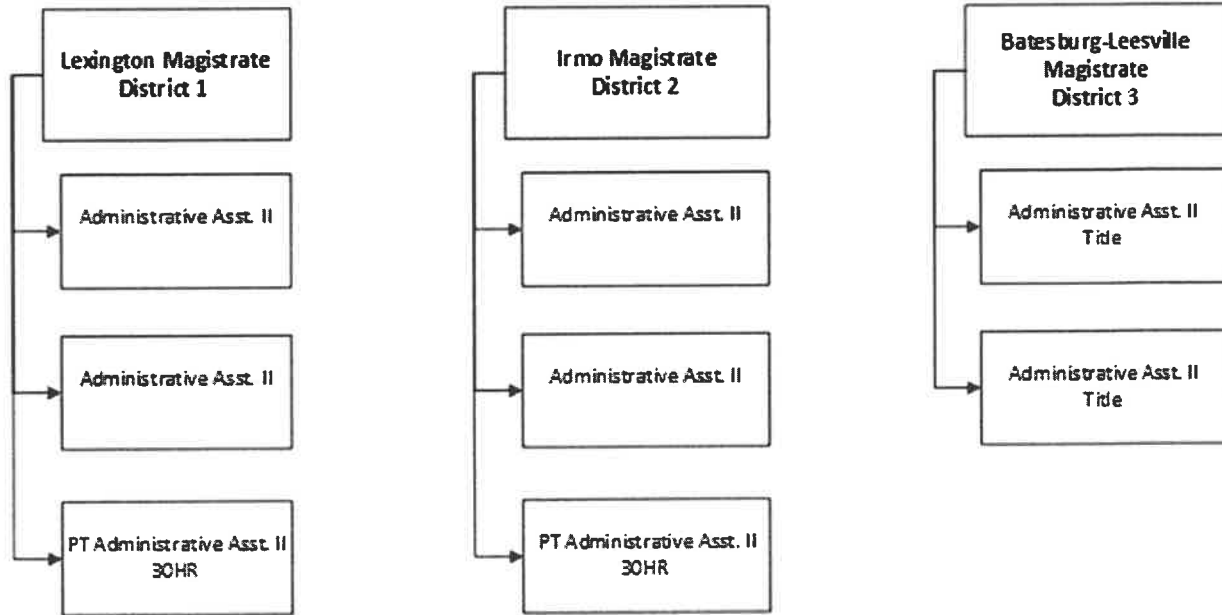 Lexington Magistrate
District 1
Administrative Asst. II
Administrative Asst. II
PT Administrative Asst. II
30HR
Irmo Magistrate
District 2
Administrative Asst. II
Administrative Asst. II
PT Administrative Asst. II
30HR
Batesburg-Leesville
Magistrate
District 3
Administrative Asst. II
Title
Administrative Asst. II
Title